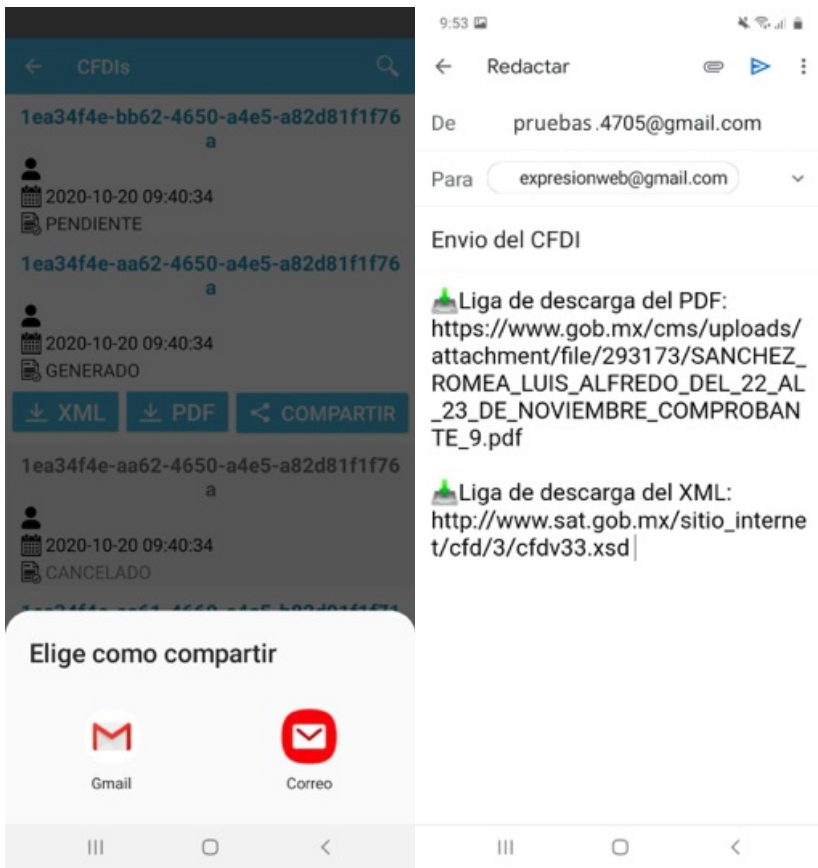 CFDIs
1ea34f4e-bb62-4650-a4e5-a82d81f1f76
a
2020-10-20 09:40:34
PENDIENTE
1ea34f4e-aa62-4650-a4e5-a82d81f1f76
a
2020-10-20 09:40:34
GENERADO
XML
PDF
COMPARTIR
1ea34f4e-aa62-4650-a4e5-a82d81f1f76
a
2020-10-20 09:40:34
CANCELADO
Elige como compartir
Gmail
Correo
9:53
Redactar
De pruebas.4705@gmail.com
Para expresionweb@gmail.com
Envio del CFDI
Liga de descarga del PDF:
https://www.gob.mx/cms/uploads/
attachment/file/293173/SANCHEZ_
ROMEA_LUIS_ALFREDO_DEL_22_AL
_23_DE_NOVIEMBRE_COMPROBAN
TE_9.pdf
Liga de descarga del XML:
http://www.sat.gob.mx/sitio_interne
t/cfd/3/cfdv33.xsd